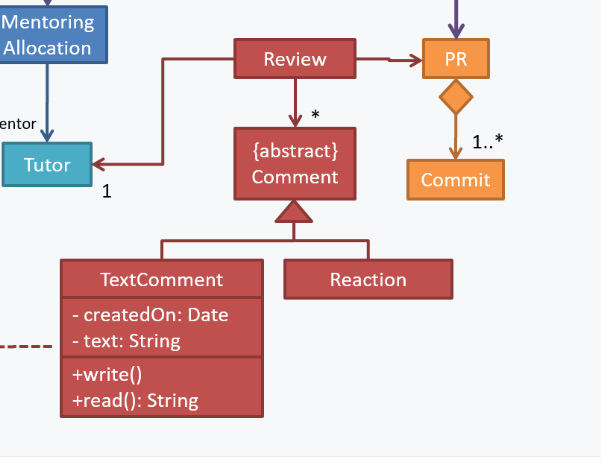 Mentoring
Allocation
Review
PR
entor
*
1..*
Tutor
1
{abstract}
Comment
Commit
TextComment
Reaction
- createdOn: Date
- text: String
+write()
+read(): String